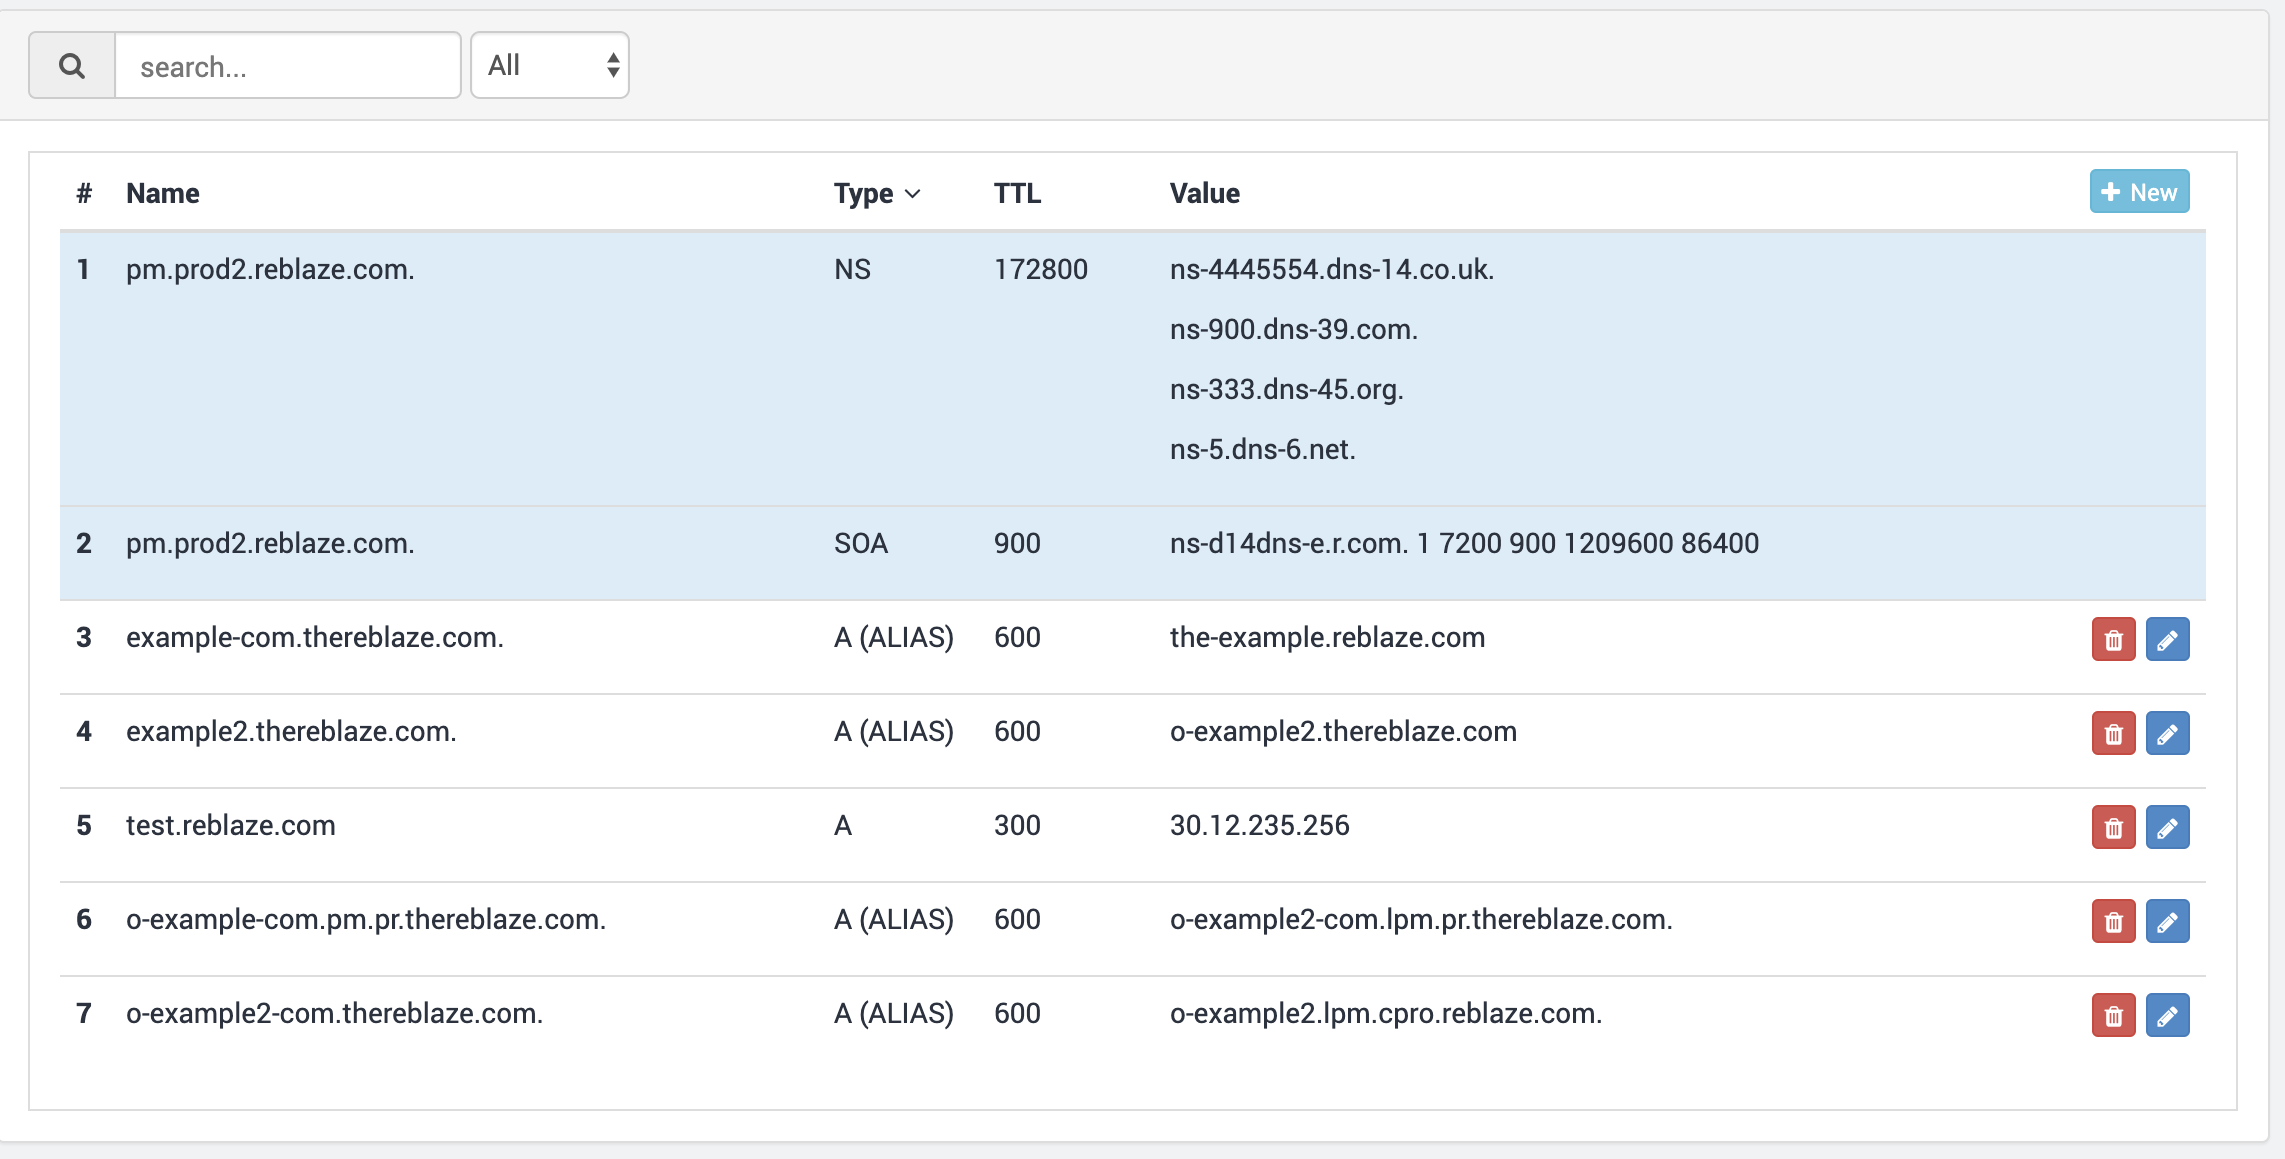 search... All
# Name Type TTL Value New
1 pm.prod2.reblaze.com. NS 172800 ns-4445554.dns-14.co.uk.
ns-900.dns-39.com.
ns-333.dns-45.org.
ns-5.dns-6.net.
2 pm.prod2.reblaze.com. SOA 900 ns-d14dns-e.r.com. 1 7200 900 1209600 86400
3 example-com.thereblaze.com. A (ALIAS) 600 the-example.reblaze.com
4 example2.thereblaze.com. A (ALIAS) 600 o-example2.thereblaze.com
5 test.reblaze.com A 300 30.12.235.256
6 o-example-com.pm.pr.thereblaze.com. A (ALIAS) 600 o-example2-com.lpm.pr.thereblaze.com.
7 o-example2-com.thereblaze.com. A (ALIAS) 600 o-example2.lpm.cpro.reblaze.com.